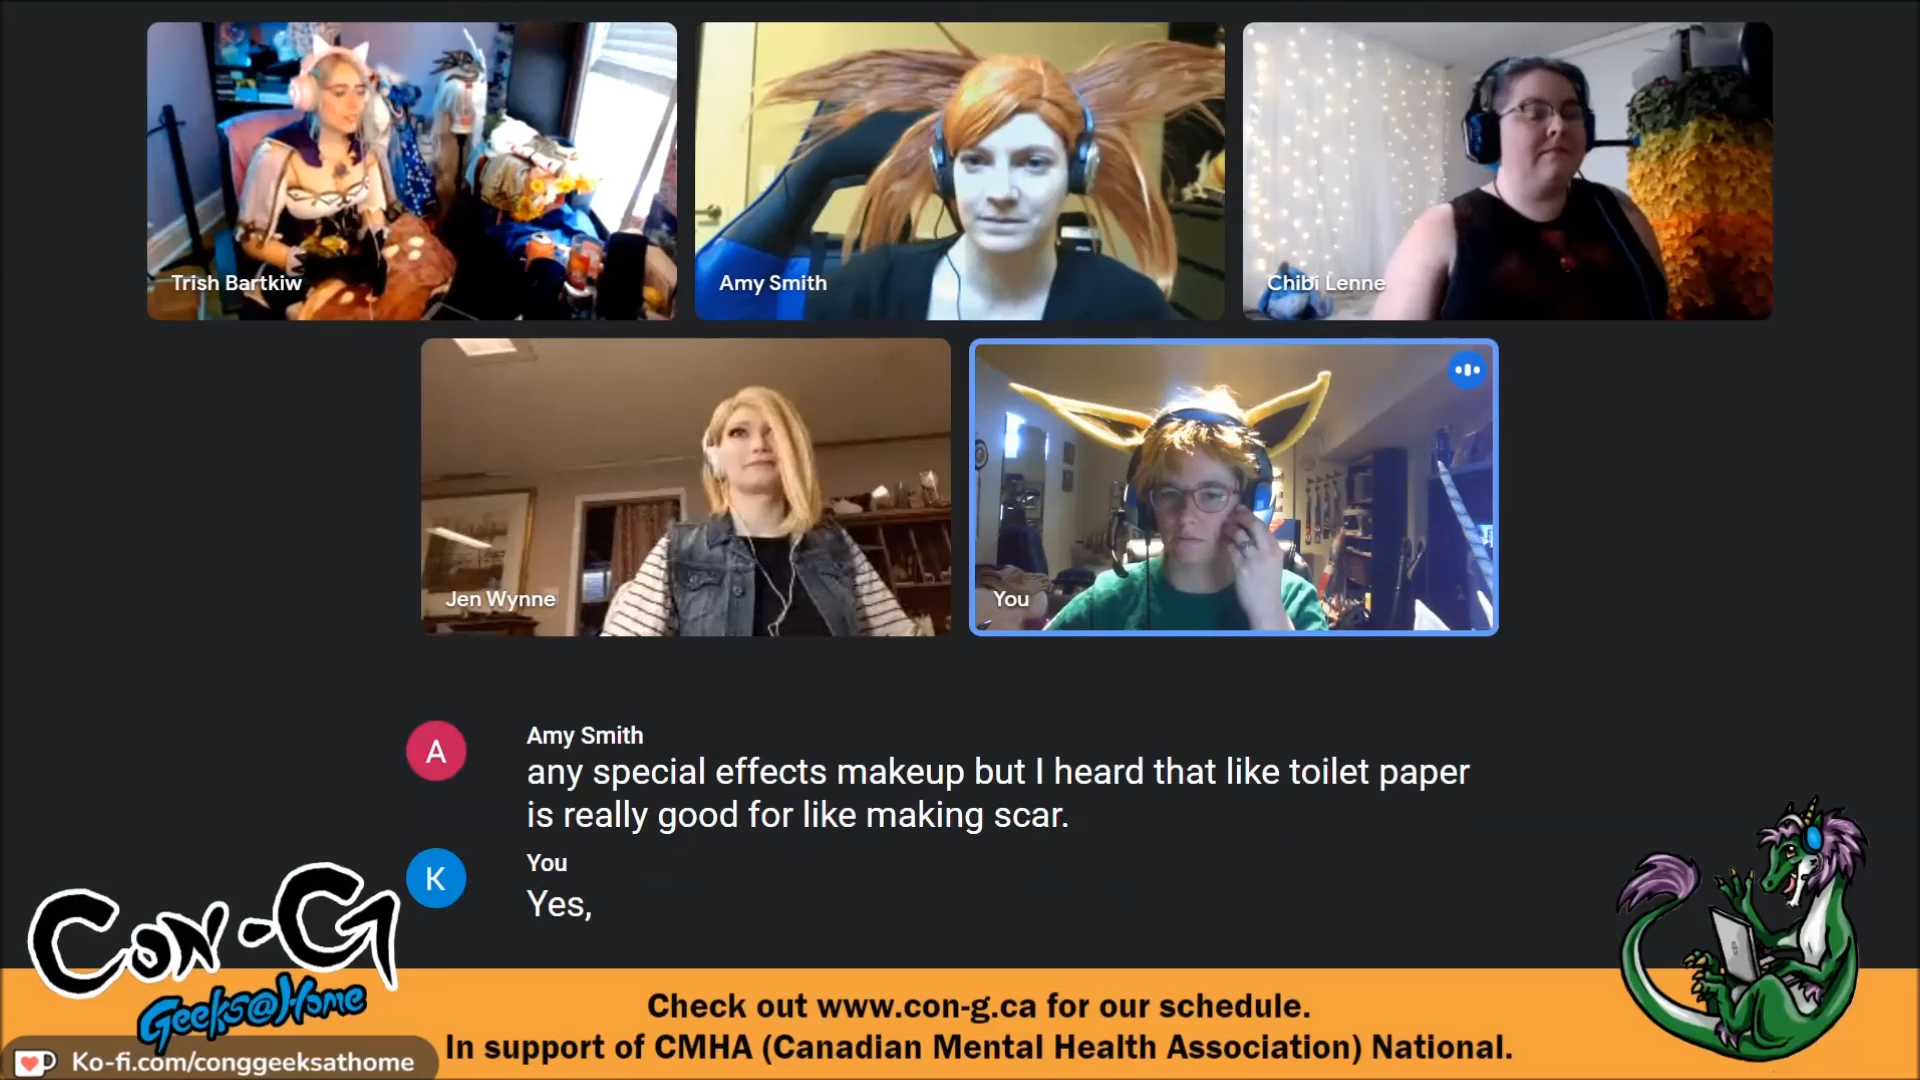 Trish Bartkiw
Amy Smith
Chibi Lenne
Jen Wynne
You
A
Amy Smith
any special effects makeup but I heard that like toilet paper
is really good for like making scar.
K
You
Yes,
Con-G
Geeks@Home
Check out www.con-g.ca for our schedule.
In support of CMHA (Canadian Mental Health Association) National.
Ko-fi.com/conggeeksathome